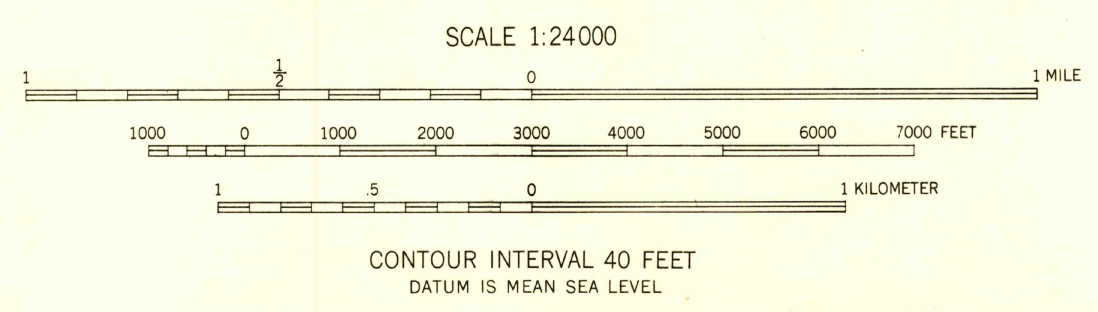 SCALE 1:24000
1 1/2 0 1 MILE
1000 0 1000 2000 3000 4000 5000 6000 7000 FEET
1 .5 0 1 KILOMETER
CONTOUR INTERVAL 40 FEET
DATUM IS MEAN SEA LEVEL